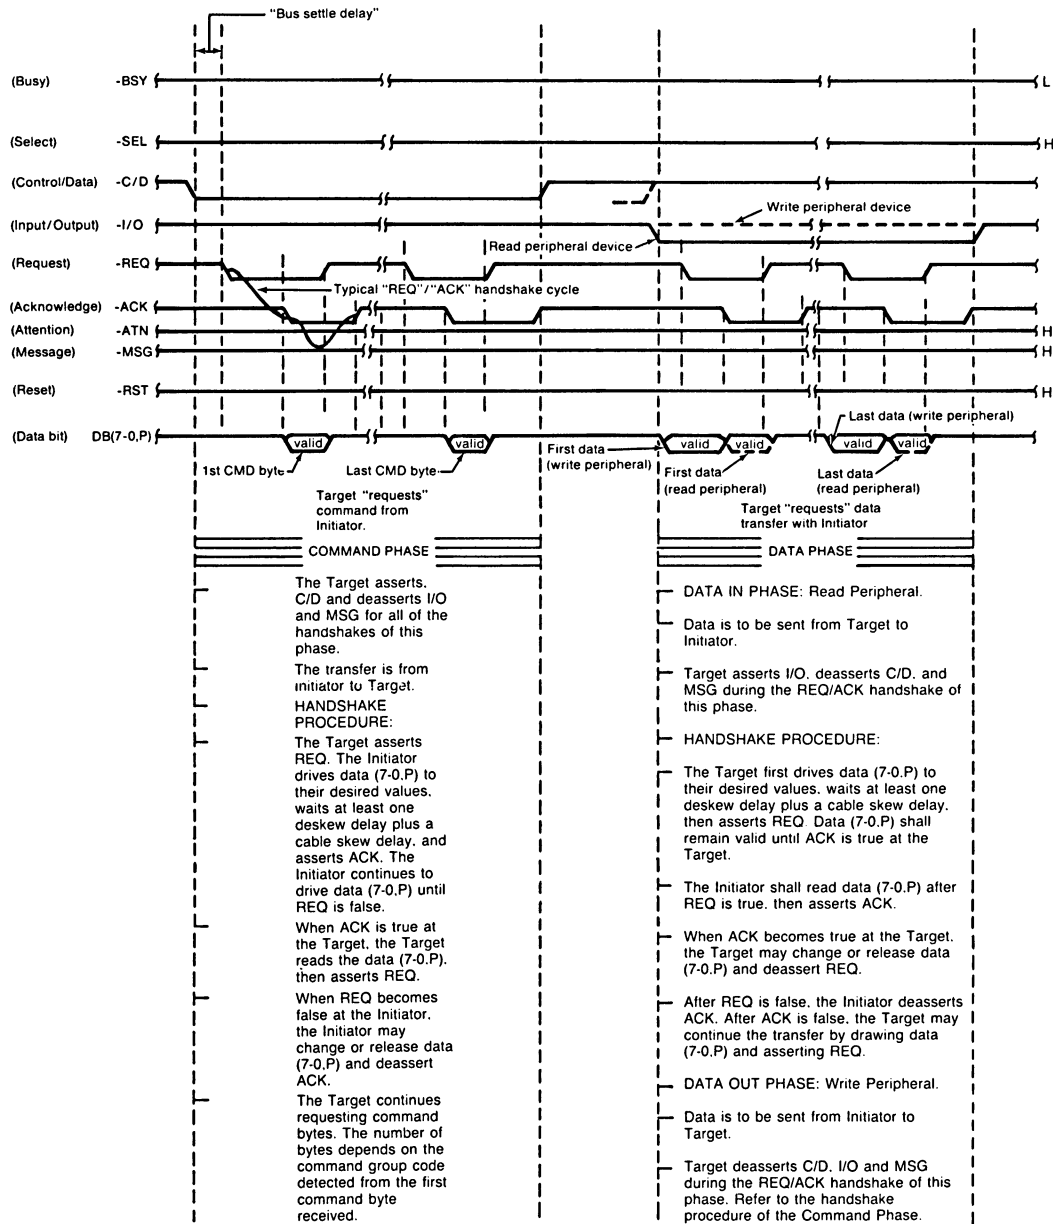 "Bus settle delay"
(Busy) -BSY L
(Select) -SEL H
(Control/Data) -C/D
Write peripheral device
(Input/Output) -I/O
Read peripheral device
(Request) -REQ
Typical "REQ"/"ACK" handshake cycle
(Acknowledge) -ACK
(Attention) -ATN H
(Message) -MSG H
(Reset) -RST H
Last data (write peripheral)
(Data bit) DB(7-0,P) valid valid valid valid valid valid
1st CMD byte
Last CMD byte
First data
(write peripheral)
First data
(read peripheral)
Last data
(read peripheral)
Target "requests"
command from
Initiator.
Target "requests" data
transfer with Initiator
COMMAND PHASE
DATA PHASE
The Target asserts.
C/D and deasserts I/O
and MSG for all of the
handshakes of this
phase.
The transfer is from
initiator to Target.
HANDSHAKE
PROCEDURE:
The Target asserts
REQ. The Initiator
drives data (7-0.P) to
their desired values.
waits at least one
deskew delay plus a
cable skew delay. and
asserts ACK. The
Initiator continues to
drive data (7-0,P) until
REQ is false.
When ACK is true at
the Target, the Target
reads the data (7-0,P).
then asserts REQ.
When REQ becomes
false at the Initiator.
the Initiator may
change or release data
(7-0,P) and deassert
ACK.
The Target continues
requesting command
bytes. The number of
bytes depends on the
command group code
detected from the first
command byte
received.
DATA IN PHASE: Read Peripheral.
Data is to be sent from Target to
Initiator.
Target asserts I/O. deasserts C/D. and
MSG during the REQ/ACK handshake of
this phase.
HANDSHAKE PROCEDURE:
The Target first drives data (7-0.P) to
their desired values. waits at least one
deskew delay plus a cable skew delay.
then asserts REQ. Data (7-0.P) shall
remain valid until ACK is true at the
Target.
The Initiator shall read data (7-0.P) after
REQ is true. then asserts ACK.
When ACK becomes true at the Target.
the Target may change or release data
(7-0.P) and deassert REQ.
After REQ is false. the Initiator deasserts
ACK. After ACK is false. the Target may
continue the transfer by drawing data
(7-0.P) and asserting REQ.
DATA OUT PHASE: Write Peripheral.
Data is to be sent from Initiator to
Target.
Target deasserts C/D. I/O and MSG
during the REQ/ACK handshake of this
phase. Refer to the handshake
procedure of the Command Phase.